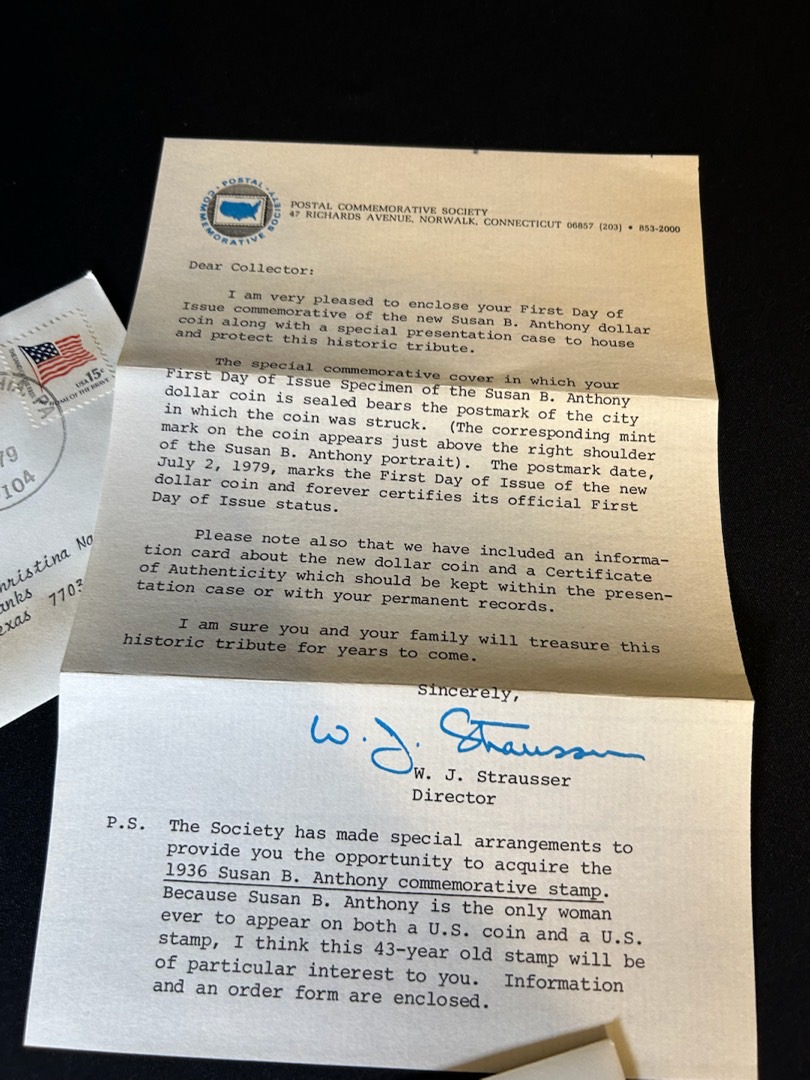 POSTAL COMMEMORATIVE SOCIETY
POSTAL COMMEMORATIVE SOCIETY
47 RICHARDS AVENUE, NORWALK, CONNECTICUT 06857 (203) • 853-2000
Dear Collector:
I am very pleased to enclose your First Day of
Issue commemorative of the new Susan B. Anthony dollar
coin along with a special presentation case to house
and protect this historic tribute.
The special commemorative cover in which your
First Day of Issue Specimen of the Susan B. Anthony
dollar coin is sealed bears the postmark of the city
in which the coin was struck. (The corresponding mint
mark on the coin appears just above the right shoulder
of the Susan B. Anthony portrait). The postmark date,
July 2, 1979, marks the First Day of Issue of the new
dollar coin and forever certifies its official First
Day of Issue status.
Please note also that we have included an informa-
tion card about the new dollar coin and a Certificate
of Authenticity which should be kept within the presen-
tation case or with your permanent records.
I am sure you and your family will treasure this
historic tribute for years to come.
Sincerely,
W. J. Strausser
W. J. Strausser
Director
P.S. The Society has made special arrangements to
provide you the opportunity to acquire the
1936 Susan B. Anthony commemorative stamp.
Because Susan B. Anthony is the only woman
ever to appear on both a U.S. coin and a U.S.
stamp, I think this 43-year old stamp will be
of particular interest to you. Information
and an order form are enclosed.
USA 15c
PA
79
104
hristina No
anks
exas 7703